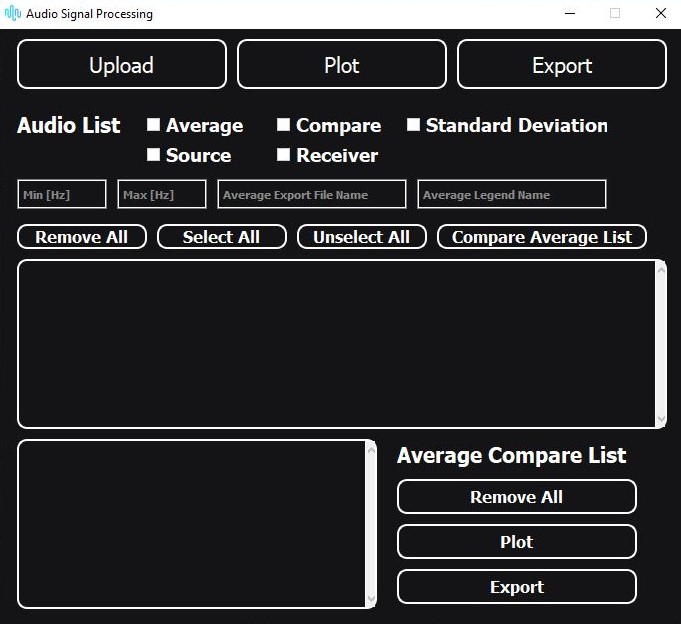 Audio Signal Processing
Upload Plot Export
Audio List Average Compare Standard Deviation
Source Receiver
Min [Hz] Max [Hz] Average Export File Name Average Legend Name
Remove All Select All Unselect All Compare Average List
Average Compare List
Remove All
Plot
Export